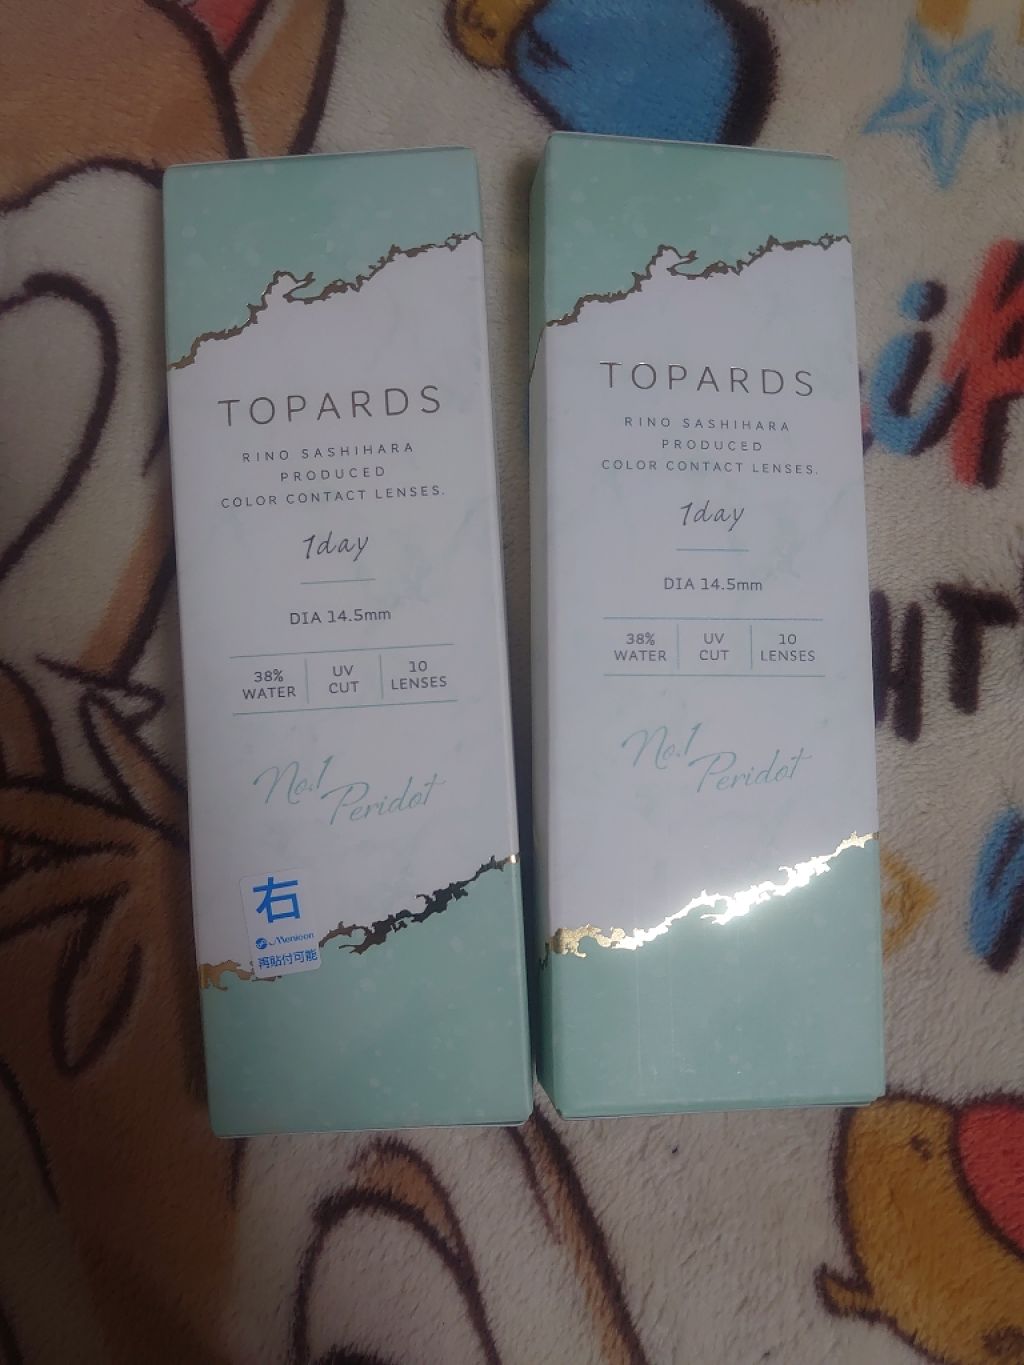 TOPARDS
RINO SASHIHARA
PRODUCED
COLOR CONTACT LENSES.
1day
DIA 14.5mm
38%
WATER
UV
CUT
10
LENSES
No.1
Peridot
右
Menicon
再貼付可能
TOPARDS
RINO SASHIHARA
PRODUCED
COLOR CONTACT LENSES.
1day
DIA 14.5mm
38%
WATER
UV
CUT
10
LENSES
No.1
Peridot